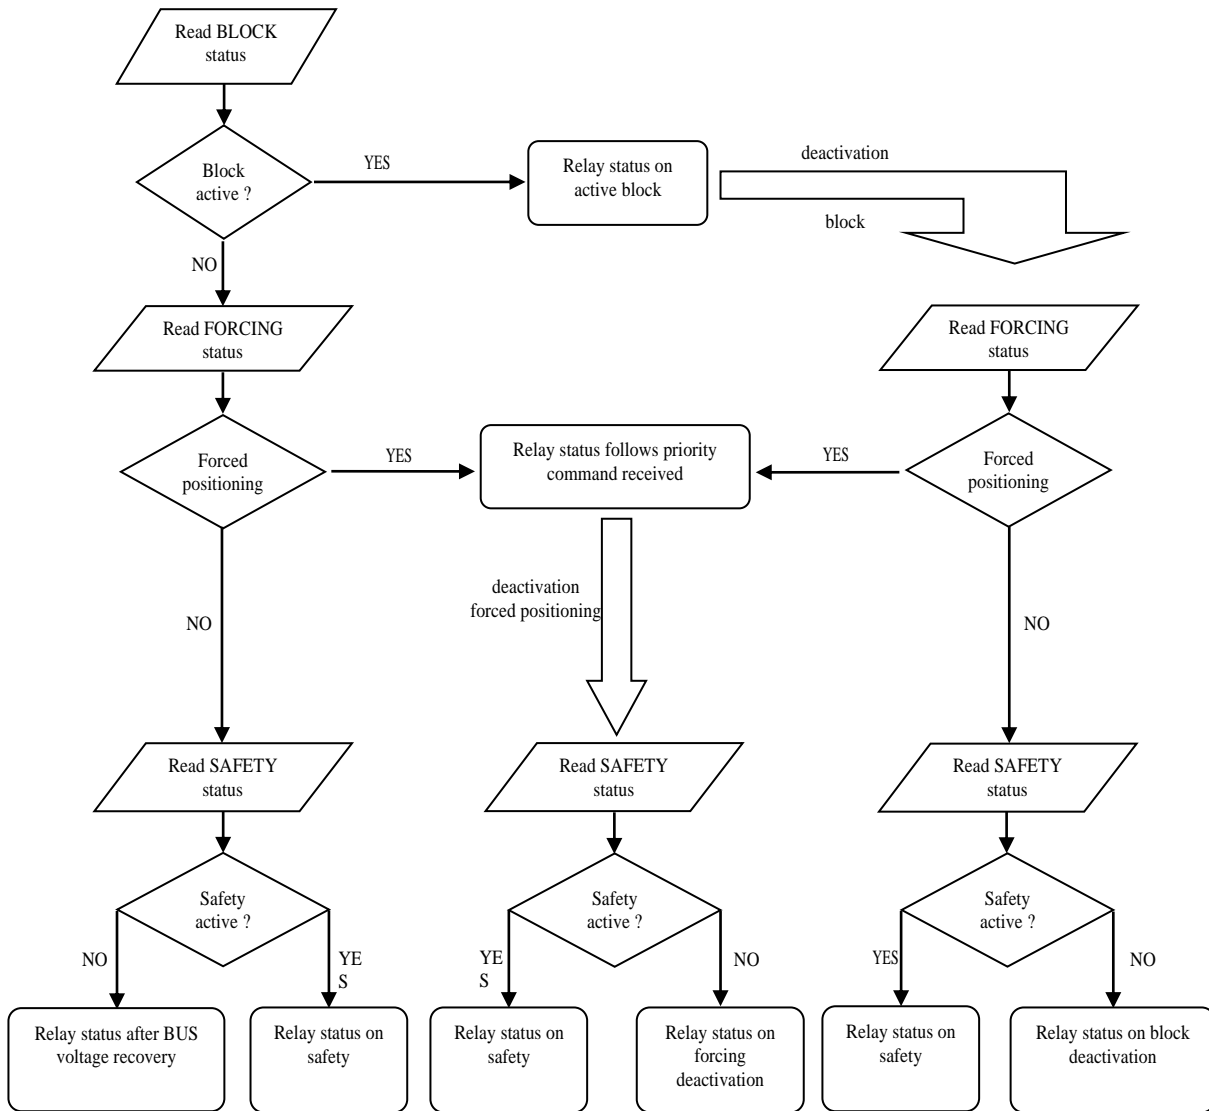 Read BLOCK
status
Block
active ?
YES
Relay status on
active block
deactivation
block
NO
Read FORCING
status
Read FORCING
status
Forced
positioning
YES
Relay status follows priority
command received
YES
Forced
positioning
deactivation
forced positioning
NO
NO
Read SAFETY
status
Read SAFETY
status
Read SAFETY
status
Safety
active ?
Safety
active ?
Safety
active ?
NO
YE
S
YE
S
NO
YES
NO
Relay status after BUS
voltage recovery
Relay status on
safety
Relay status on
safety
Relay status on
forcing
deactivation
Relay status on
safety
Relay status on block
deactivation